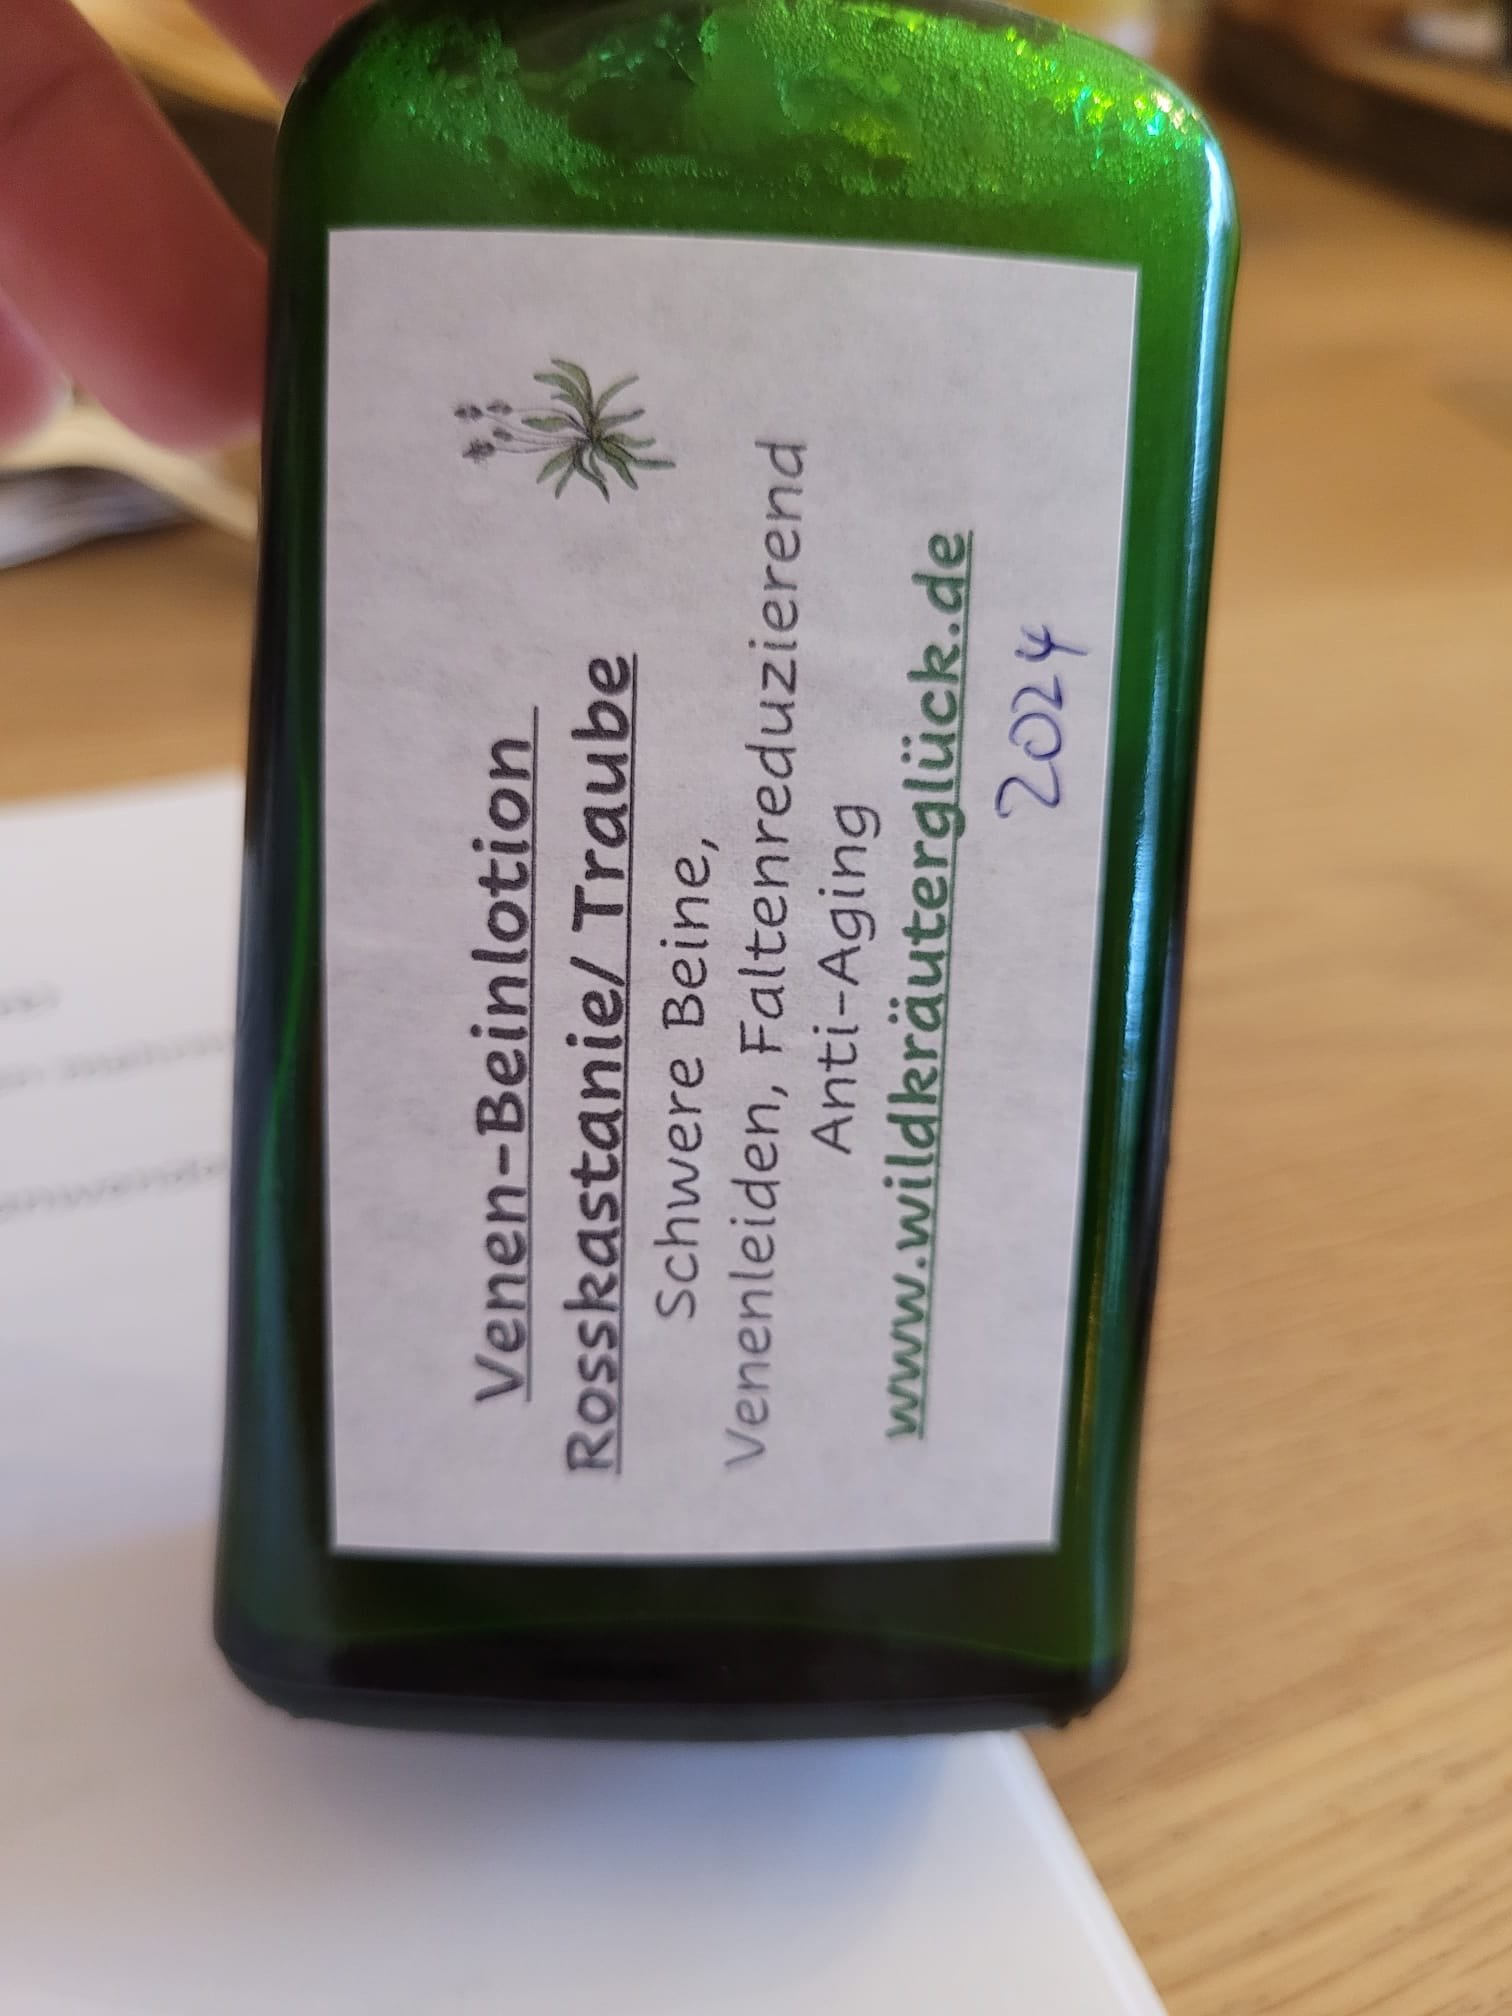 Venen-Beinlotion
Rosskastanie/ Traube
Schwere Beine,
Venenleiden, Faltenreduzierend
Anti-Aging
www.wildkräuterglück.de
2024